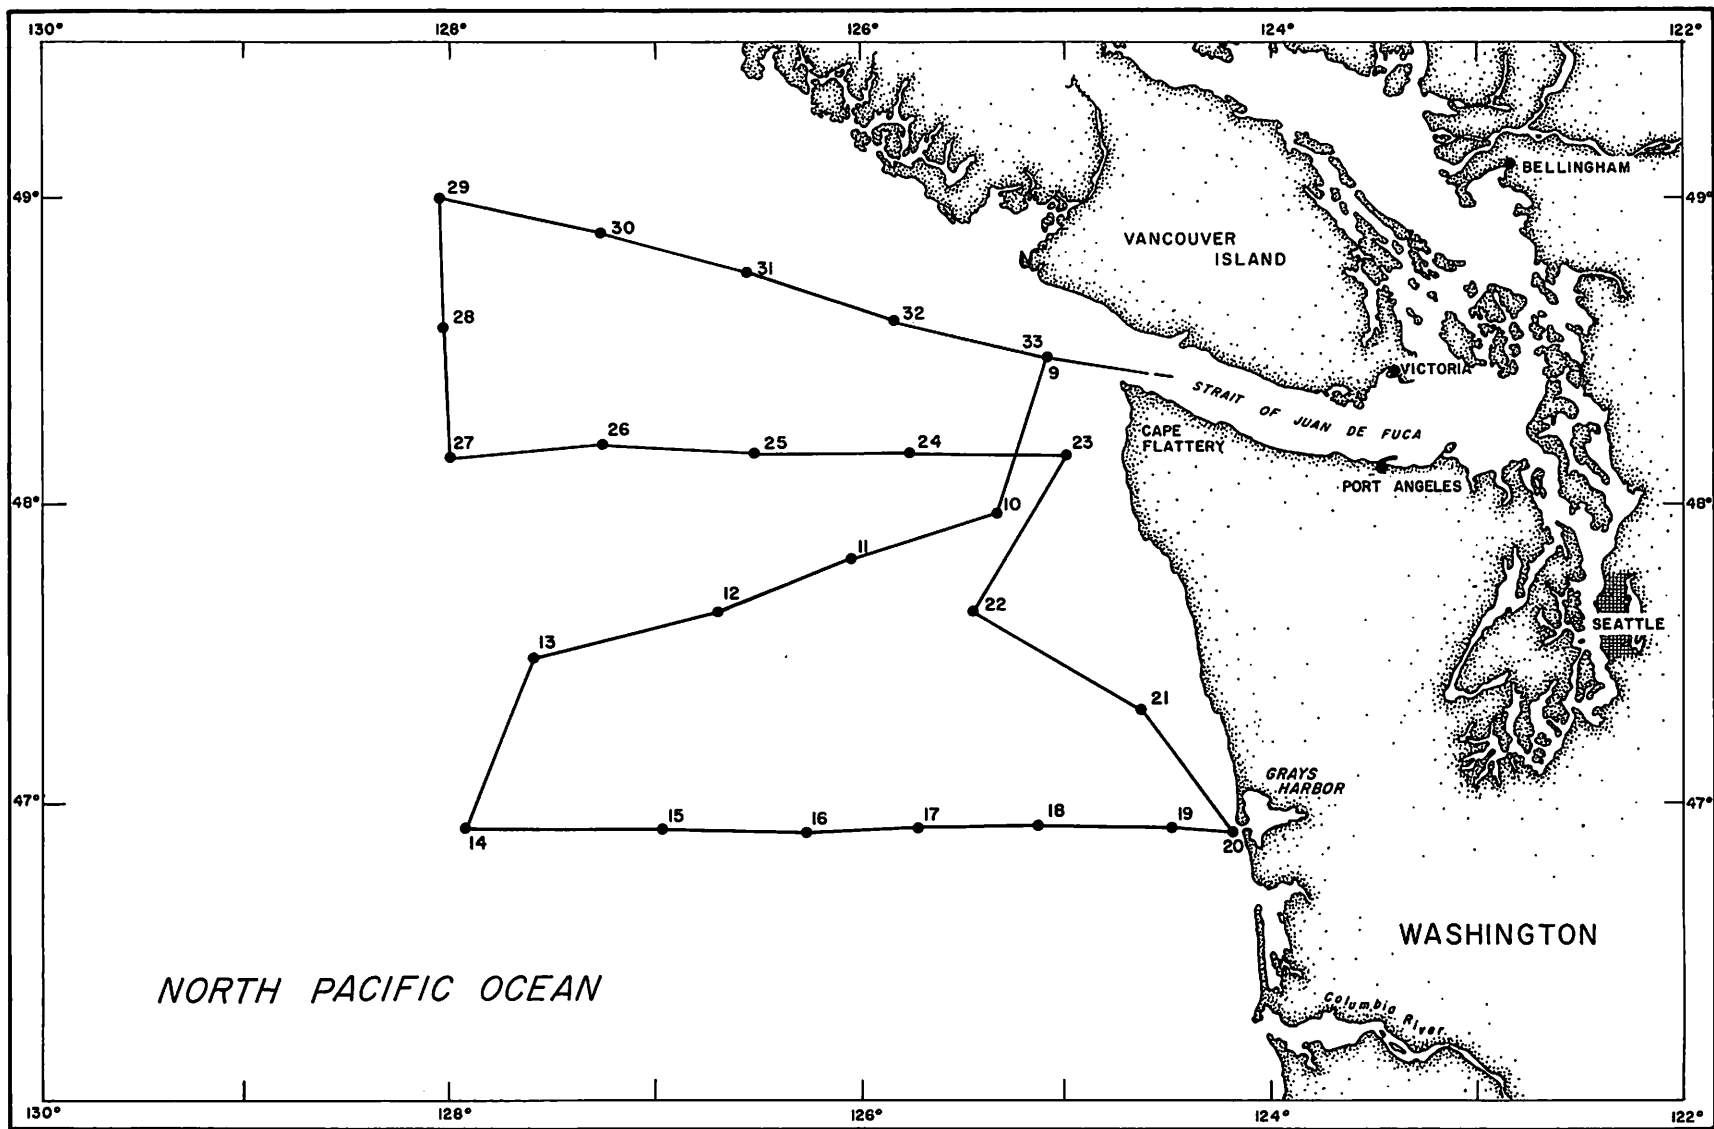 130°
128°
126°
124°
122°
49°
49°
29
30
31
32
33
9
28
27
26
25
24
23
48°
48°
10
11
12
13
22
21
47°
47°
14
15
16
17
18
19
20
VANCOUVER
ISLAND
BELLINGHAM
VICTORIA
STRAIT OF JUAN DE FUCA
CAPE
FLATTERY
PORT ANGELES
SEATTLE
GRAYS
HARBOR
WASHINGTON
NORTH PACIFIC OCEAN
Columbia River
130°
128°
126°
124°
122°